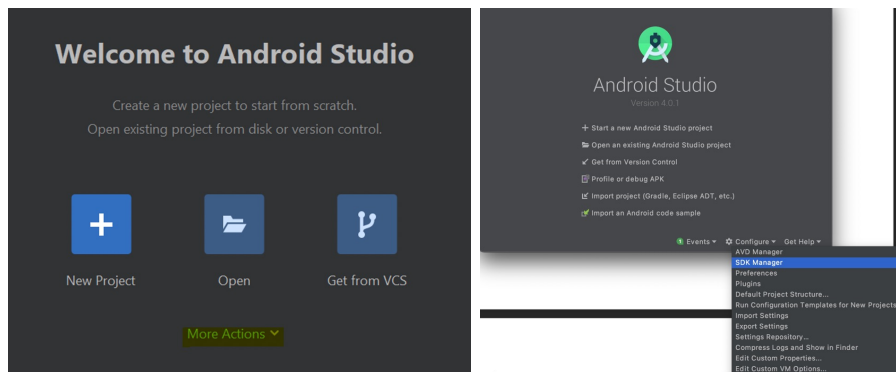 Welcome to Android Studio
Create a new project to start from scratch.
Open existing project from disk or version control.
New Project
Open
Get from VCS
More Actions
Android Studio
Version 4.0.1
Start a new Android Studio project
Open an existing Android Studio project
Get from Version Control
Profile or debug APK
Import project (Gradle, Eclipse ADT, etc.)
Import an Android code sample
1 Events Configure Get Help
AVD Manager
SDK Manager
Preferences
Plugins
Default Project Structure...
Run Configuration Templates for New Projects
Import Settings
Export Settings
Settings Repository...
Compress Logs and Show in Finder
Edit Custom Properties...
Edit Custom VM Options...